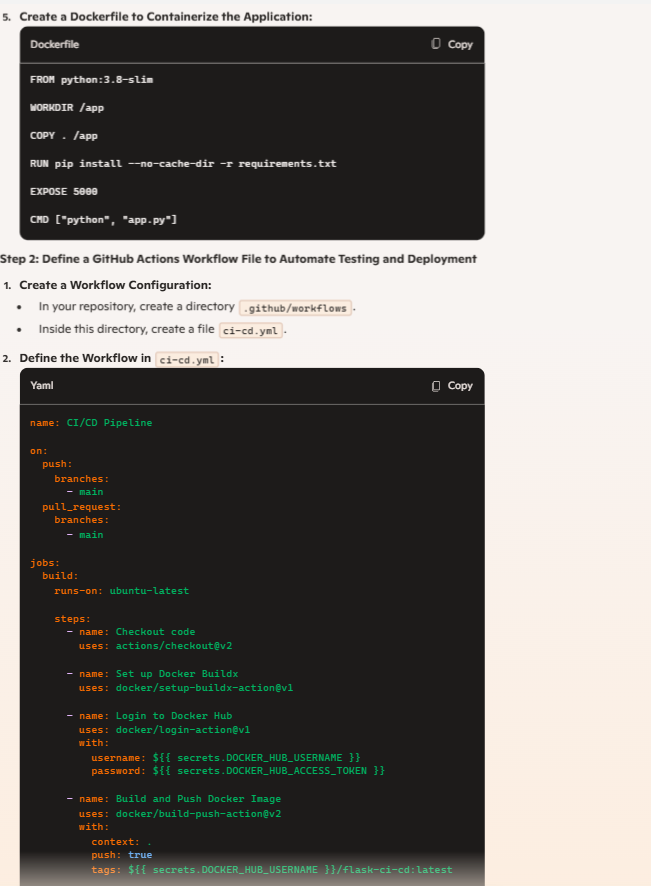 5. Create a Dockerfile to Containerize the Application:
Dockerfile
Copy
FROM python:3.8-slim
WORKDIR /app
COPY . /app
RUN pip install --no-cache-dir -r requirements.txt
EXPOSE 5000
CMD ["python", "app.py"]
Step 2: Define a GitHub Actions Workflow File to Automate Testing and Deployment
1. Create a Workflow Configuration:
• In your repository, create a directory .github/workflows .
• Inside this directory, create a file ci-cd.yml .
2. Define the Workflow in ci-cd.yml :
Yaml
Copy
name: CI/CD Pipeline
on:
  push:
    branches:
      - main
  pull_request:
    branches:
      - main
jobs:
  build:
    runs-on: ubuntu-latest
    steps:
      - name: Checkout code
        uses: actions/checkout@v2
      - name: Set up Docker Buildx
        uses: docker/setup-buildx-action@v1
      - name: Login to Docker Hub
        uses: docker/login-action@v1
        with:
          username: ${{ secrets.DOCKER_HUB_USERNAME }}
          password: ${{ secrets.DOCKER_HUB_ACCESS_TOKEN }}
      - name: Build and Push Docker Image
        uses: docker/build-push-action@v2
        with:
          context: .
          push: true
          tags: ${{ secrets.DOCKER_HUB_USERNAME }}/flask-ci-cd:latest